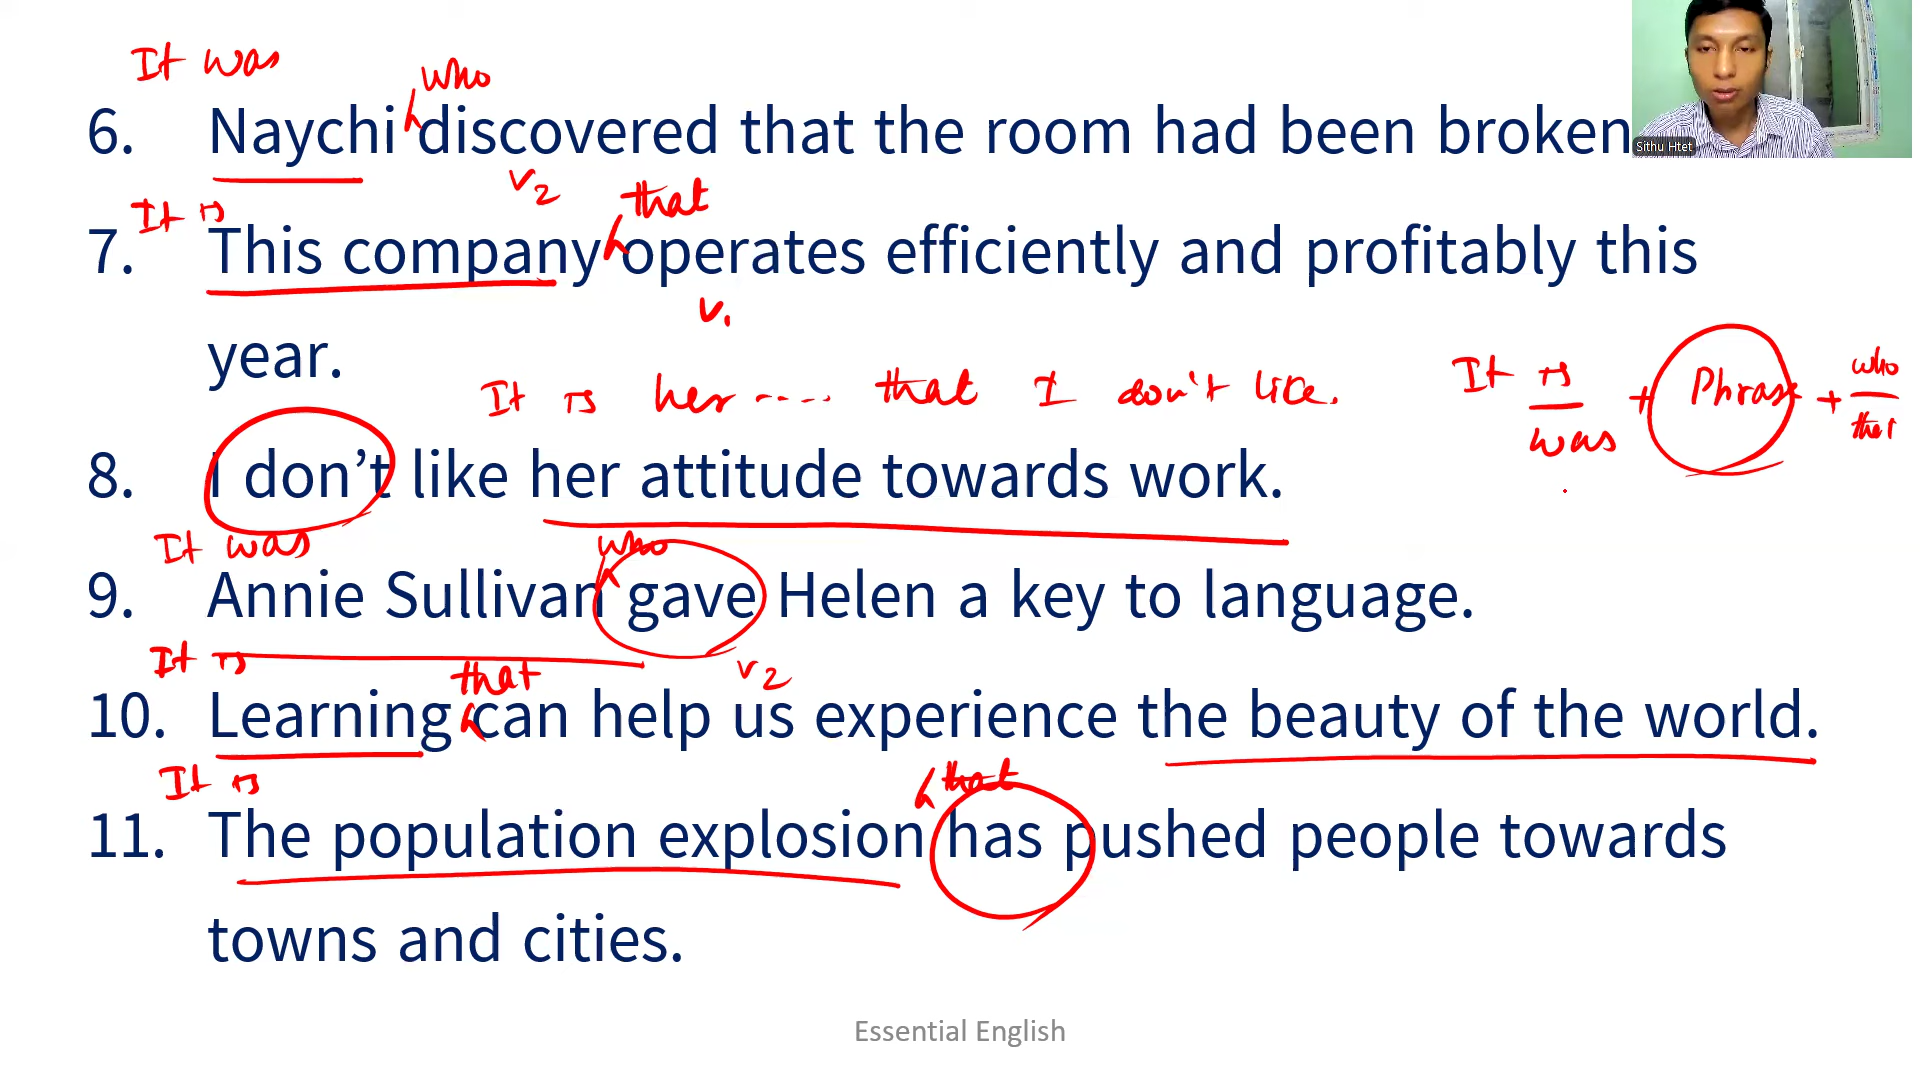 It was
who
6. Naychi discovered that the room had been broken
Sithu Htet
V2
that
It is
7. This company operates efficiently and profitably this
V1
year.
It is her .... that I don't like.
It is + Phrase + who
was that
8. I don't like her attitude towards work.
It was who
9. Annie Sullivan gave Helen a key to language.
It is that V2
10. Learning can help us experience the beauty of the world.
It is that
11. The population explosion has pushed people towards
towns and cities.
Essential English